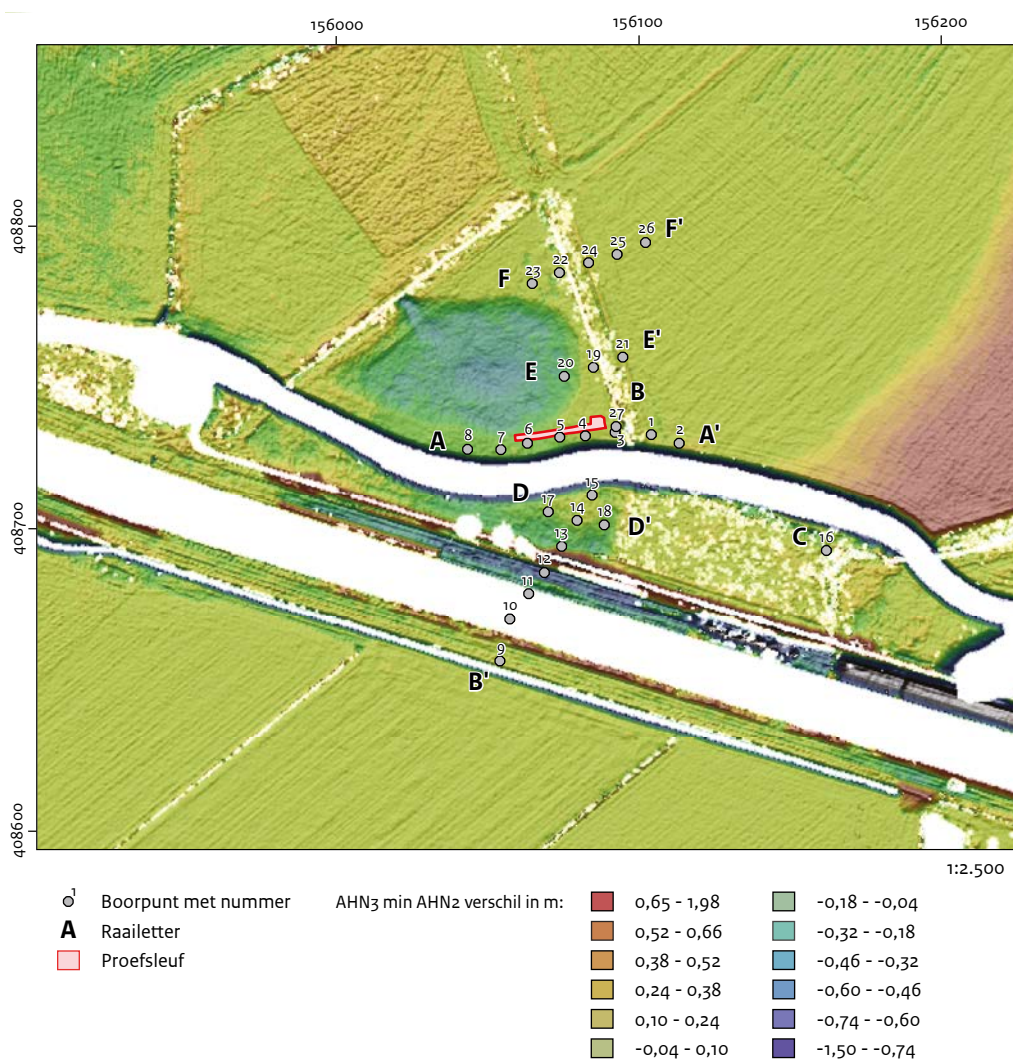 156000 156100 156200
408800
408700
408600
26 F'
25
24
22
23
F
E'
21
19
20
E
B
27
A 8 7 6 5 4 3 1 2 A'
D
15
17
14
18
D'
C
16
13
12
11
10
9
B'
1:2.500
1 Boorpunt met nummer
A Raailetter
Proefsleuf
AHN3 min AHN2 verschil in m:
0,65 - 1,98
0,52 - 0,66
0,38 - 0,52
0,24 - 0,38
0,10 - 0,24
-0,04 - 0,10
-0,18 - -0,04
-0,32 - -0,18
-0,46 - -0,32
-0,60 - -0,46
-0,74 - -0,60
-1,50 - -0,74